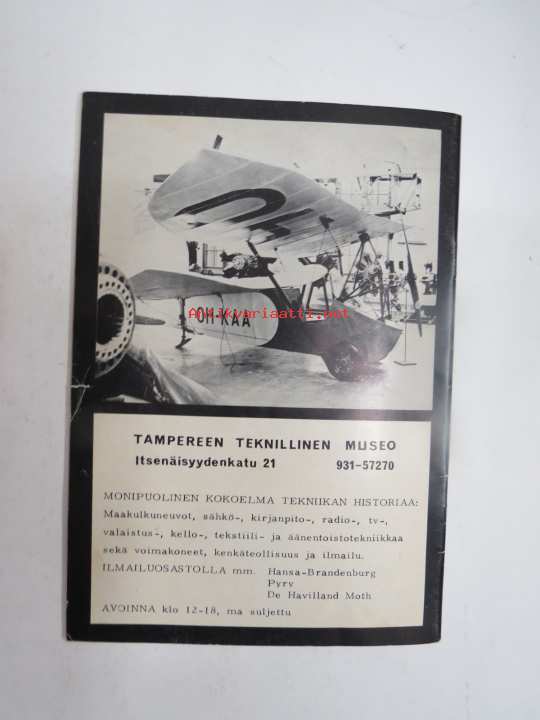 OH-KAA
Antikvariaatti.net
TAMPEREEN TEKNILLINEN MUSEO
Itsenäisyydenkatu 21 931-57270
MONIPUOLINEN KOKOELMA TEKNIIKAN HISTORIAA:
Maakulkuneuvot, sähkö-, kirjanpito-, radio-, tv-,
valaistus-, kello-, tekstiili- ja äänentoistotekniikkaa
sekä voimakoneet, kenkäteollisuus ja ilmailu.
ILMAILUOSASTOLLA mm. Hansa-Brandenburg
Pyry
De Havilland Moth
AVOINNA klo 12-18, ma suljettu